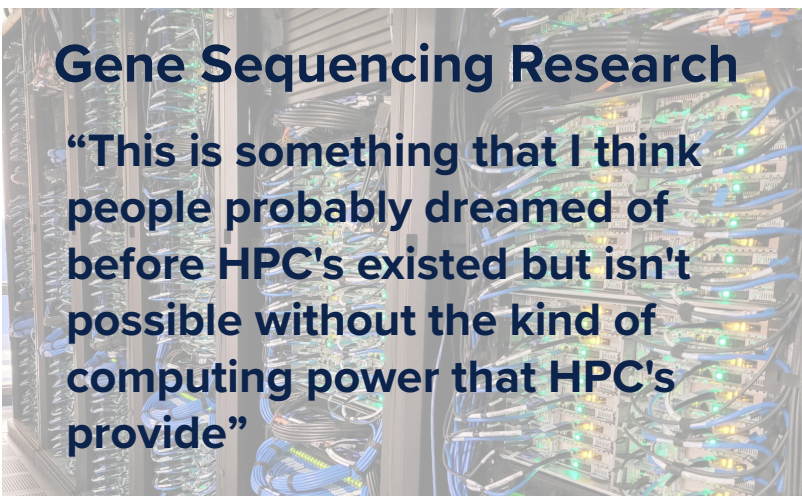 Gene Sequencing Research
“This is something that I think
people probably dreamed of
before HPC's existed but isn't
possible without the kind of
computing power that HPC's
provide”